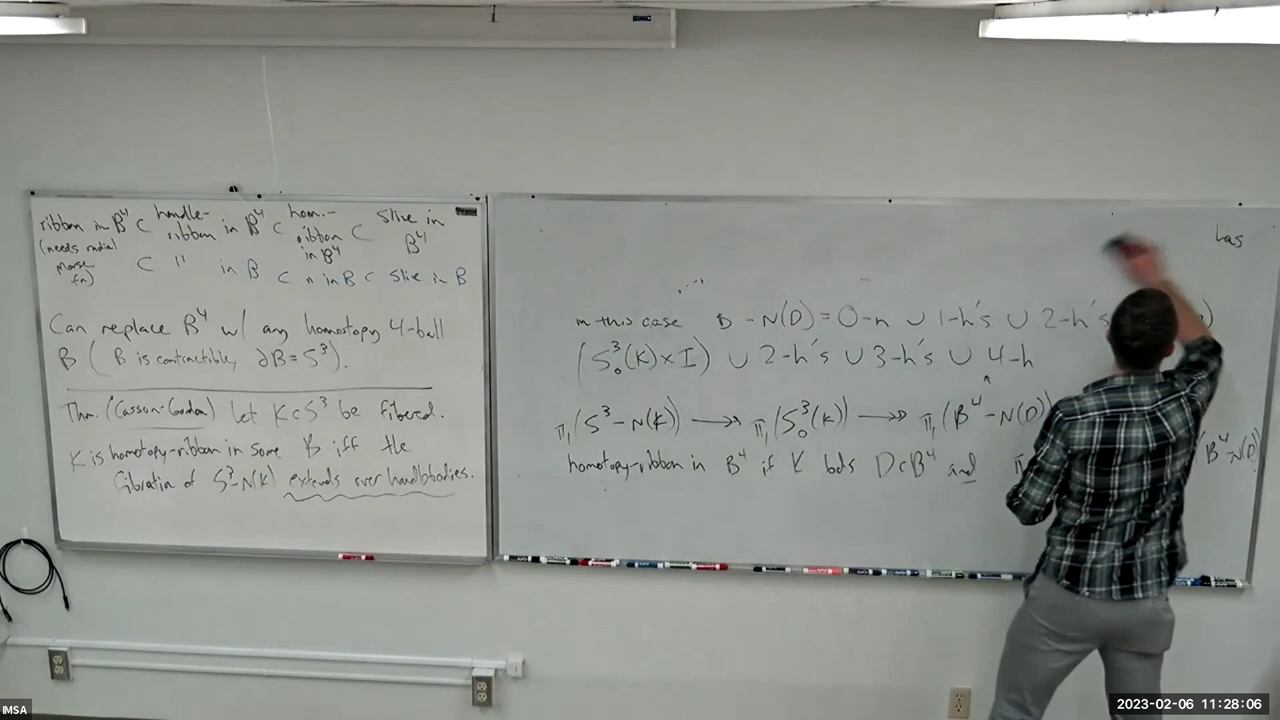 ribbon in B⁴ ⊂ handle-ribbon in B⁴ ⊂ hom.-ribbon in B⁴ ⊂ slice in B⁴
(needs radial Morse fn)
⊂ " in B ⊂ " in B ⊂ slice in B
Can replace B⁴ w/ any homotopy 4-ball
B (B is contractible, ∂B = S³).
Thm. (Casson-Gordon) Let K⊂S³ be fibered.
K is homotopy-ribbon in some B iff the
fibration of S³-N(K) extends over handlebodies.
has
in this case B - N(D) = 0-h ∪ 1-h's ∪ 2-h's
(S³₀(K)×I) ∪ 2-h's ∪ 3-h's ∪ 4-h
π₁(S³-N(K)) ↠ π₁(S³₀(K)) ↠ π₁(B⁴-N(D))
homotopy-ribbon in B⁴ if K bds D⊂B⁴ and π B⁴-N(D)
IMSA
2023-02-06 11:28:06